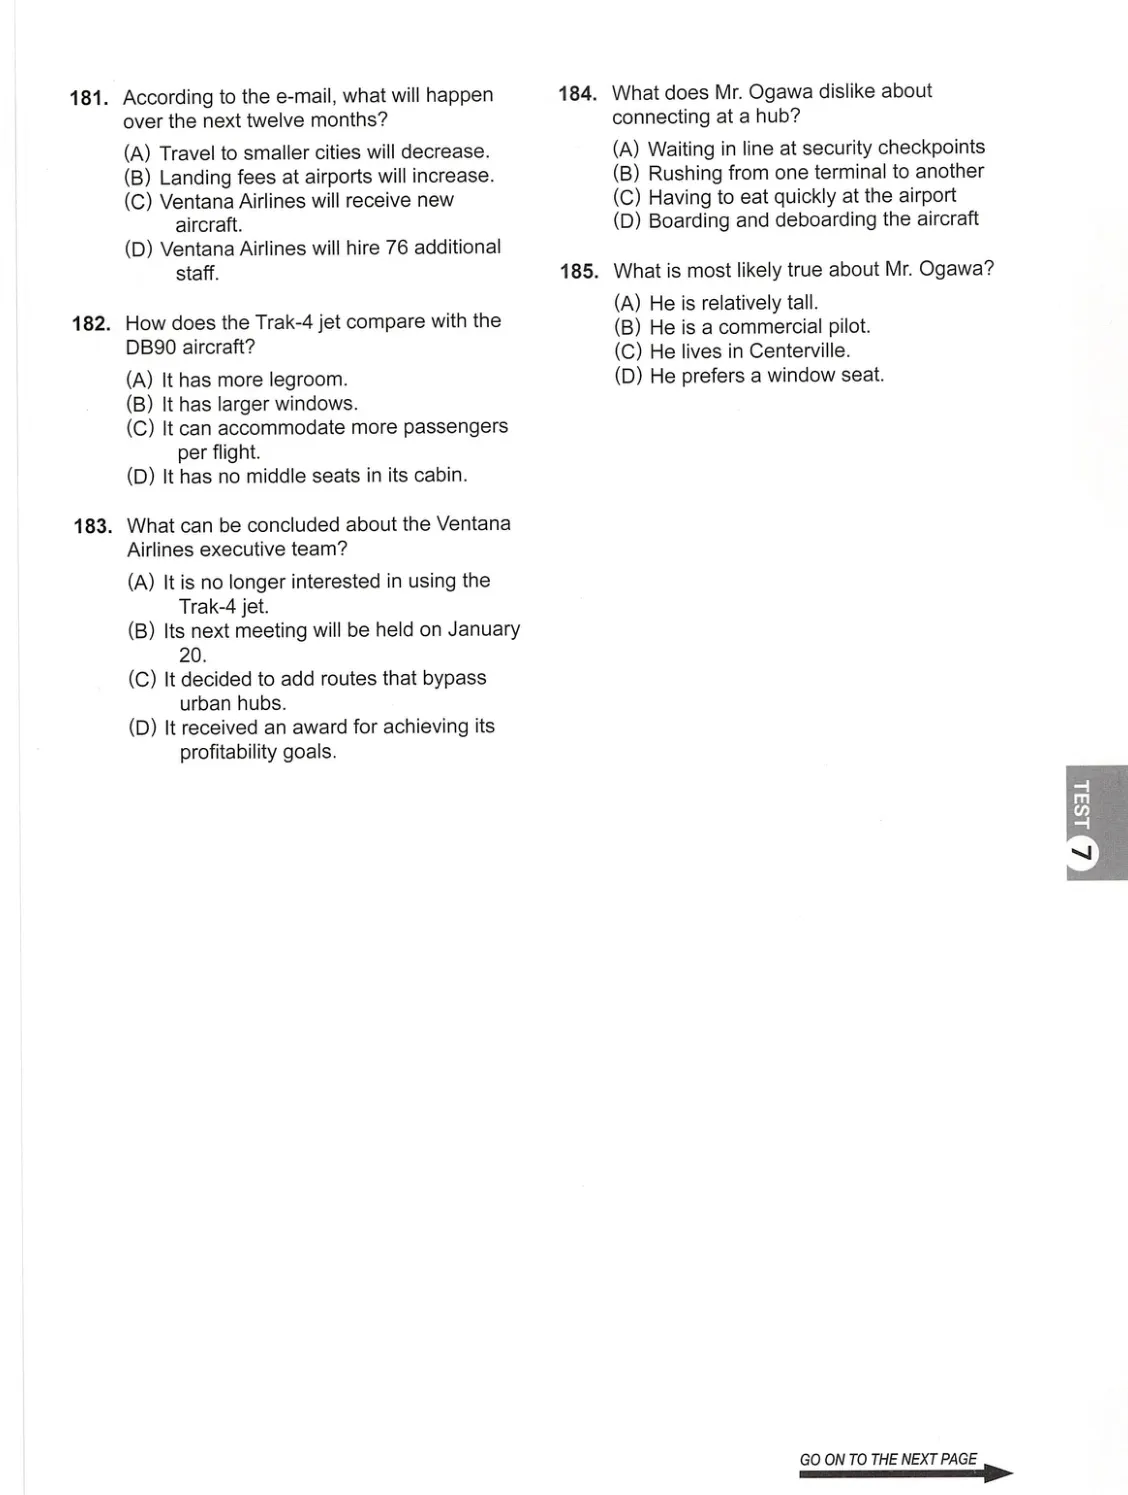 181. According to the e-mail, what will happen
over the next twelve months?
(A) Travel to smaller cities will decrease.
(B) Landing fees at airports will increase.
(C) Ventana Airlines will receive new
aircraft.
(D) Ventana Airlines will hire 76 additional
staff.
182. How does the Trak-4 jet compare with the
DB90 aircraft?
(A) It has more legroom.
(B) It has larger windows.
(C) It can accommodate more passengers
per flight.
(D) It has no middle seats in its cabin.
183. What can be concluded about the Ventana
Airlines executive team?
(A) It is no longer interested in using the
Trak-4 jet.
(B) Its next meeting will be held on January
20.
(C) It decided to add routes that bypass
urban hubs.
(D) It received an award for achieving its
profitability goals.
184. What does Mr. Ogawa dislike about
connecting at a hub?
(A) Waiting in line at security checkpoints
(B) Rushing from one terminal to another
(C) Having to eat quickly at the airport
(D) Boarding and deboarding the aircraft
185. What is most likely true about Mr. Ogawa?
(A) He is relatively tall.
(B) He is a commercial pilot.
(C) He lives in Centerville.
(D) He prefers a window seat.
TEST 7
GO ON TO THE NEXT PAGE